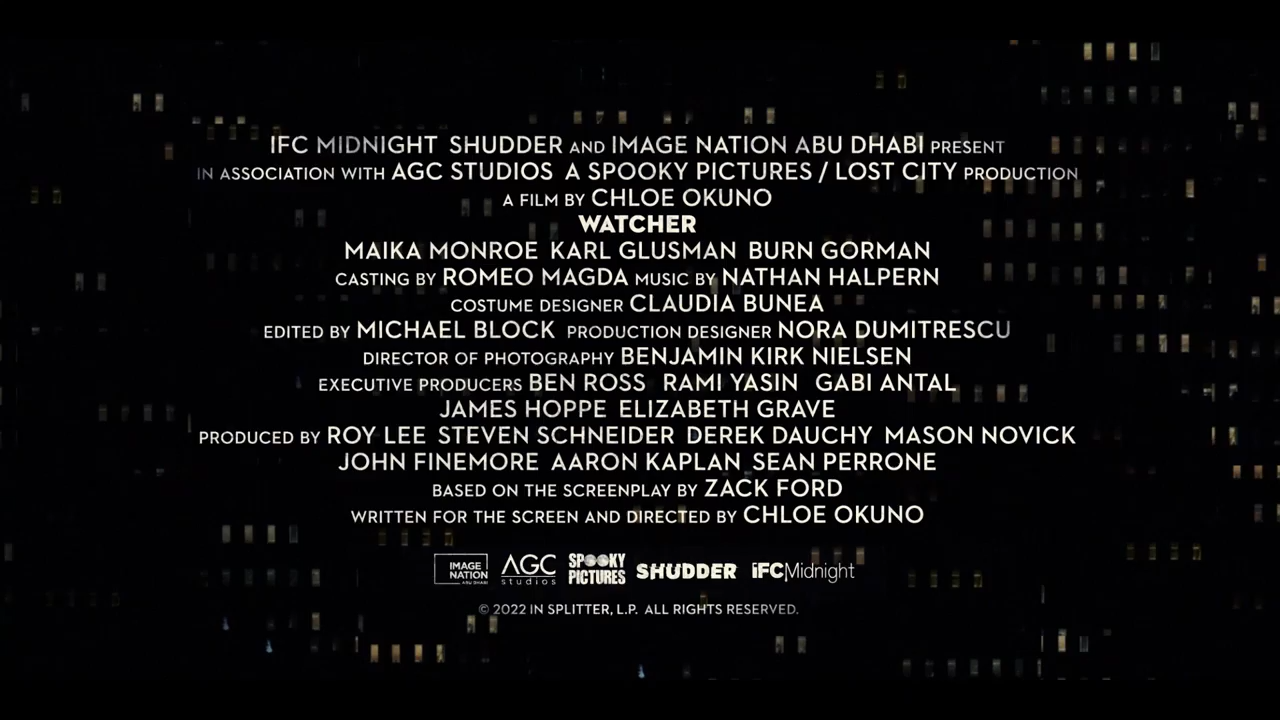 IFC MIDNIGHT SHUDDER AND IMAGE NATION ABU DHABI PRESENT
IN ASSOCIATION WITH AGC STUDIOS A SPOOKY PICTURES / LOST CITY PRODUCTION
A FILM BY CHLOE OKUNO
WATCHER
MAIKA MONROE KARL GLUSMAN BURN GORMAN
CASTING BY ROMEO MAGDA MUSIC BY NATHAN HALPERN
COSTUME DESIGNER CLAUDIA BUNEA
EDITED BY MICHAEL BLOCK PRODUCTION DESIGNER NORA DUMITRESCU
DIRECTOR OF PHOTOGRAPHY BENJAMIN KIRK NIELSEN
EXECUTIVE PRODUCERS BEN ROSS RAMI YASIN GABI ANTAL
JAMES HOPPE ELIZABETH GRAVE
PRODUCED BY ROY LEE STEVEN SCHNEIDER DEREK DAUCHY MASON NOVICK
JOHN FINEMORE AARON KAPLAN SEAN PERRONE
BASED ON THE SCREENPLAY BY ZACK FORD
WRITTEN FOR THE SCREEN AND DIRECTED BY CHLOE OKUNO
IMAGE NATION ABU DHABI AGC studios SPOOKY PICTURES SHUDDER IFC Midnight
© 2022 IN SPLITTER, L.P. ALL RIGHTS RESERVED.